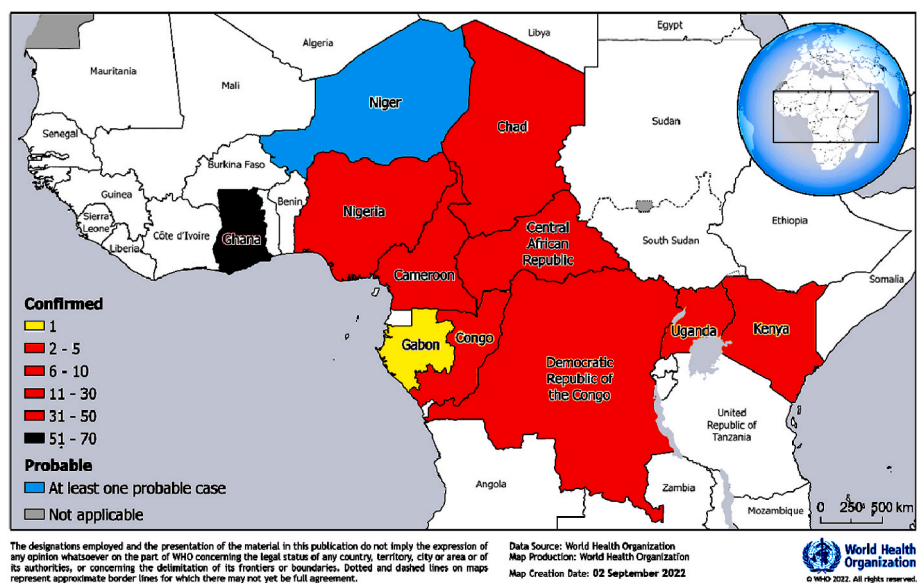 Egypt
Algeria
Libya
Mauritania
Mali
Niger
Chad
Sudan
Senegal
Burkina Faso
Guinea
Benin
Nigeria
Sierra
Leone
Ghana
Côte d'Ivoire
Liberia
Central
African
Republic
South Sudan
Ethiopia
Somalia
Cameroon
Confirmed
1
2 - 5
6 - 10
11 - 30
31 - 50
51 - 70
Probable
At least one probable case
Not applicable
Gabon
Congo
Uganda
Kenya
Democratic
Republic of
the Congo
United
Republic of
Tanzania
Angola
Zambia
Mozambique
0 250 500 km
The designations employed and the presentation of the material in this publication do not imply the expression of
any opinion whatsoever on the part of WHO concerning the legal status of any country, territory, city or area or of
its authorities, or concerning the delimitation of its frontiers or boundaries. Dotted and dashed lines on maps
represent approximate border lines for which there may not yet be full agreement.
Data Source: World Health Organization
Map Production: World Health Organization
Map Creation Date: 02 September 2022
World Health
Organization
© WHO 2022. All rights reserved.